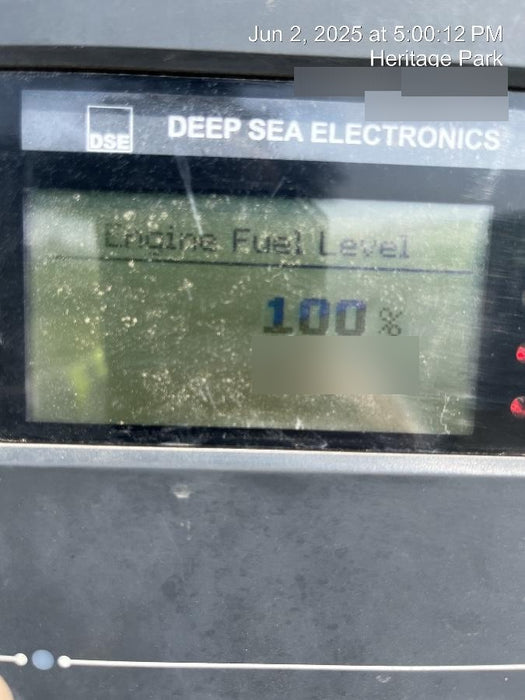 Jun 2, 2025 at 5:00:12 PM
Heritage Park
DSE
DEEP SEA ELECTRONICS
Engine Fuel Level
100 %